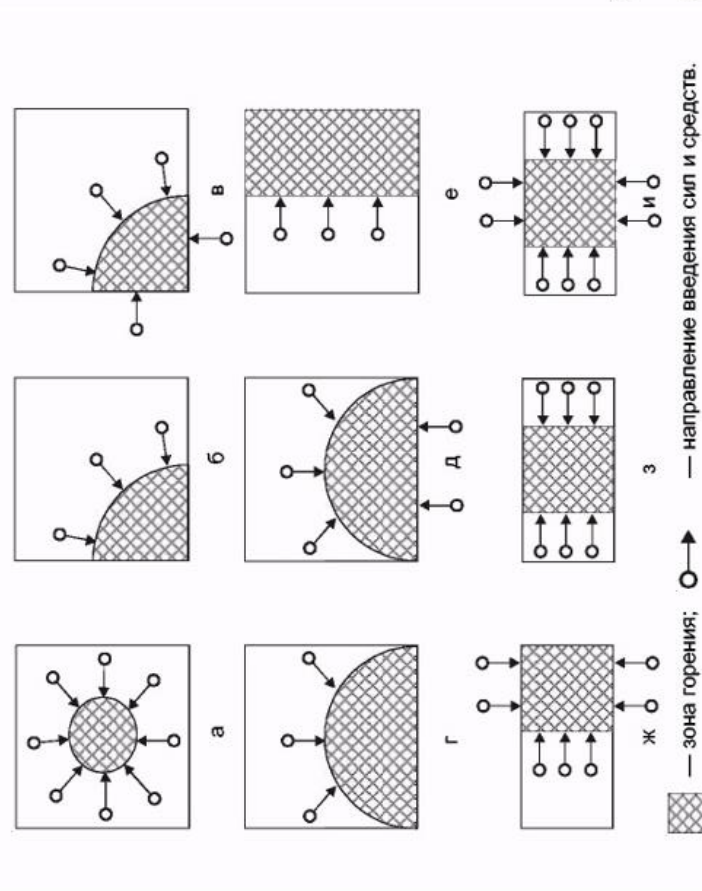 а б в
г д е
ж з и
— зона горения; — направление введения сил и средств.